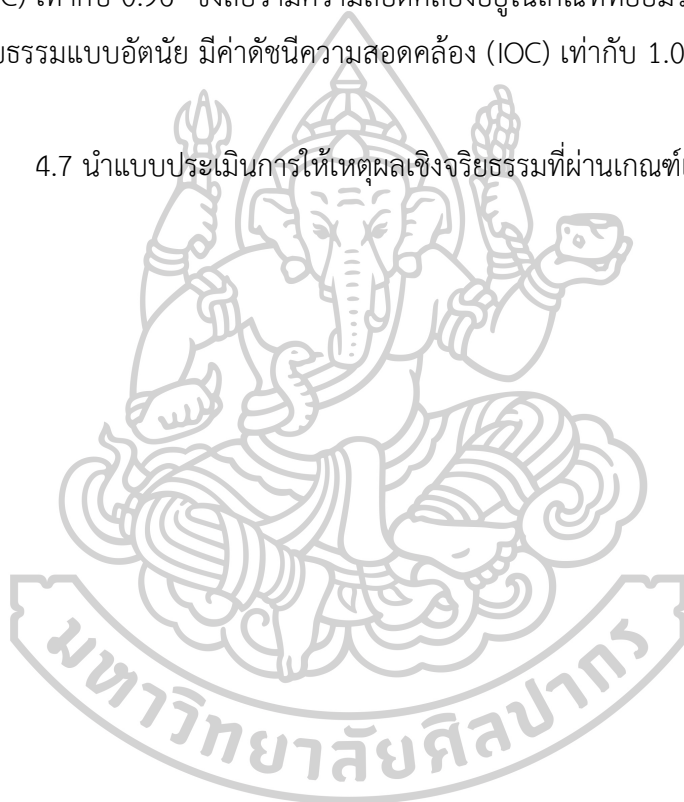 เท่ากับ 0.96 ซึ่งถือว่ามีความสอดคล้องอยู่ในเกณฑ์ที่ยอมรับ
ยธรรมแบบอัตนัย มีค่าดัชนีความสอดคล้อง (IOC) เท่ากับ 1.0
4.7 นำแบบประเมินการให้เหตุผลเชิงจริยธรรมที่ผ่านเกณฑ์
มหาวิทยาลัยศิลปากร